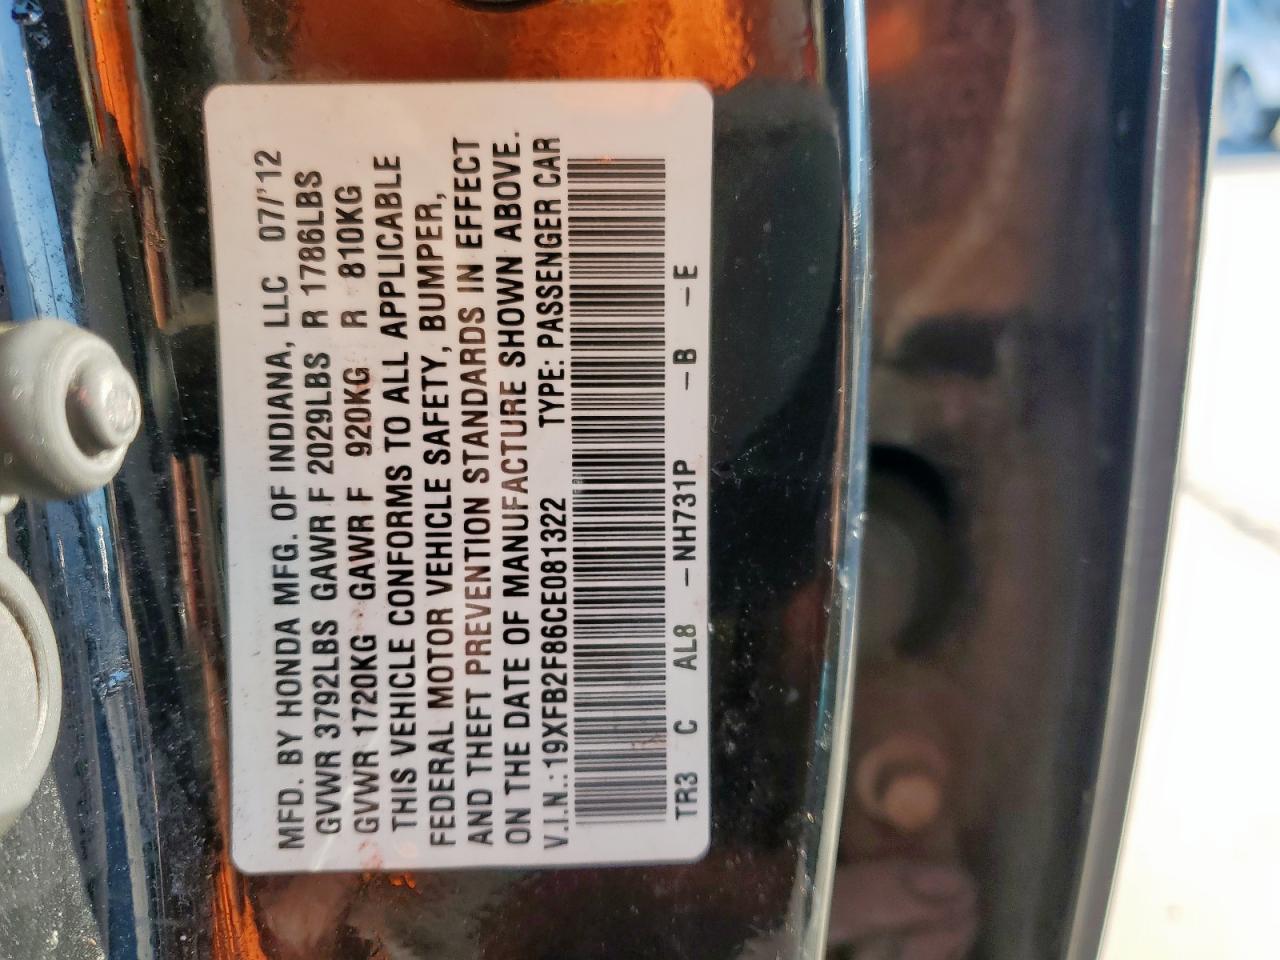 MFD. BY HONDA MFG. OF INDIANA, LLC 07/'12
GVWR 3792LBS GAWR F 2029LBS R 1786LBS
GVWR 1720KG GAWR F 920KG R 810KG
THIS VEHICLE CONFORMS TO ALL APPLICABLE
FEDERAL MOTOR VEHICLE SAFETY, BUMPER,
AND THEFT PREVENTION STANDARDS IN EFFECT
ON THE DATE OF MANUFACTURE SHOWN ABOVE.
V.I.N.: 19XFB2F86CE081322 TYPE: PASSENGER CAR
TR3 C AL8 -NH731P -B -E